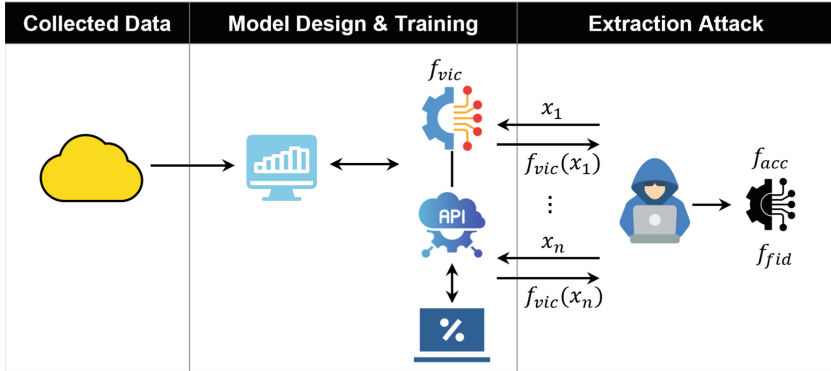 Collected Data
Model Design & Training
Extraction Attack
f_vic
x_1
f_vic(x_1)
⋮
x_n
f_vic(x_n)
API
%
f_acc
f_fid